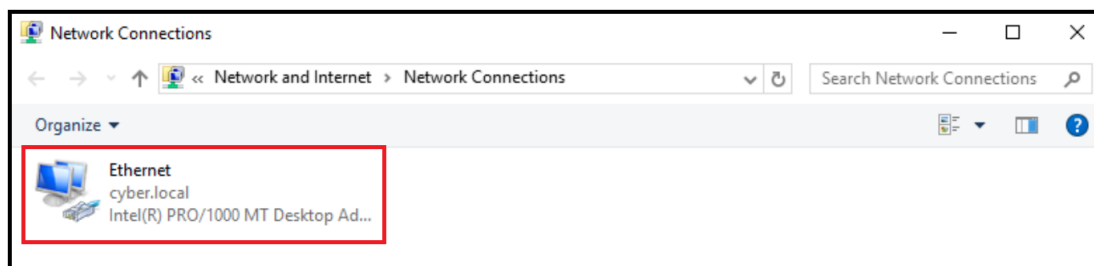 Network Connections
« Network and Internet › Network Connections
Search Network Connections
Organize
Ethernet
cyber.local
Intel(R) PRO/1000 MT Desktop Ad...